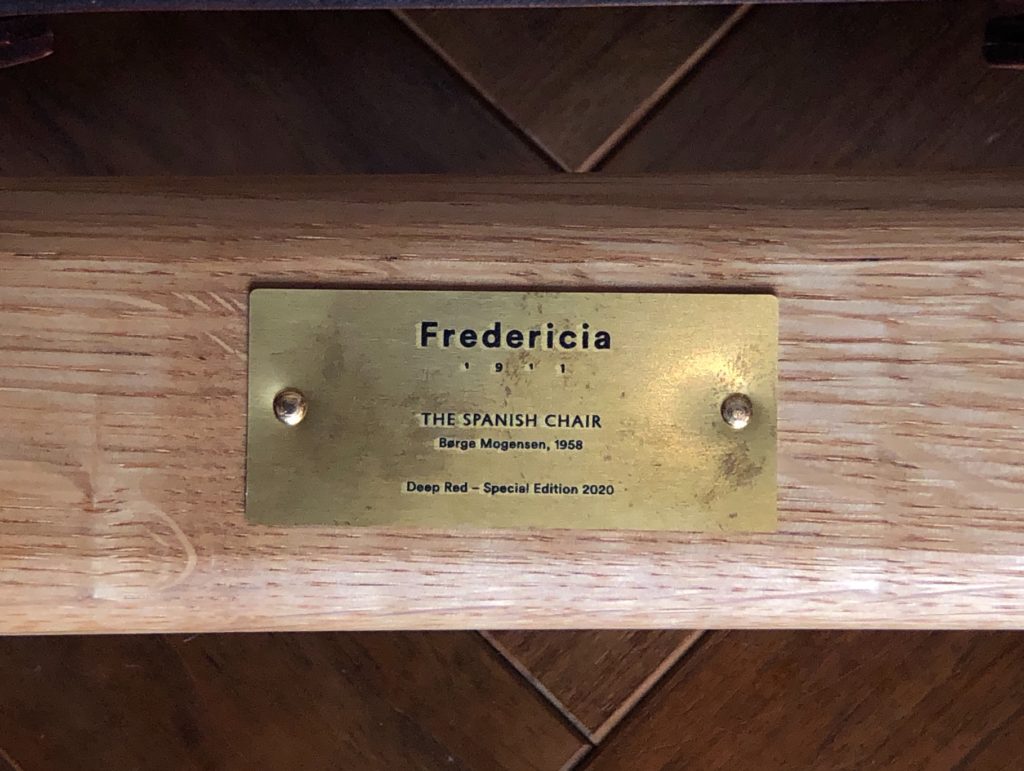 Fredericia
1 9 1 1
THE SPANISH CHAIR
Børge Mogensen, 1958
Deep Red – Special Edition 2020